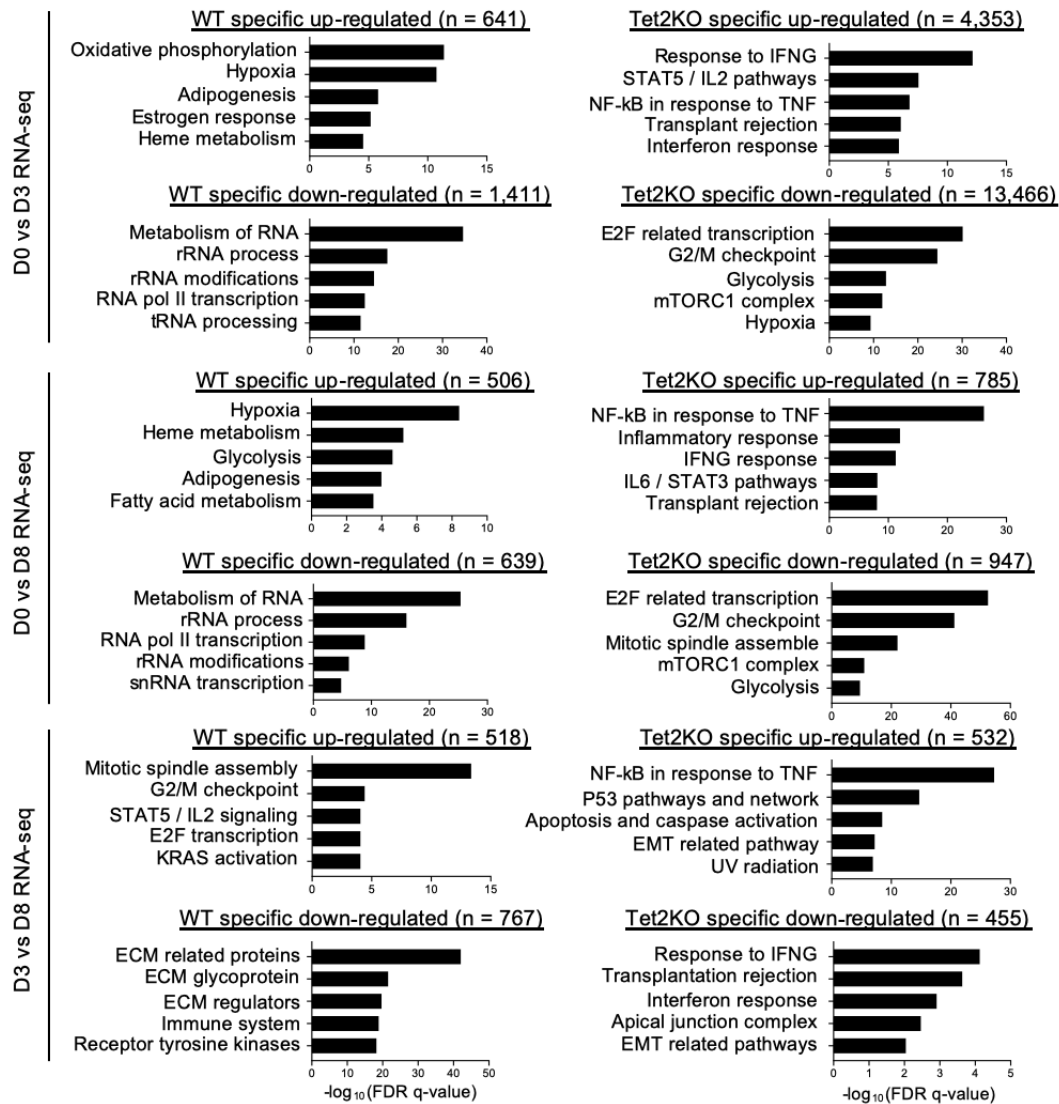 D0 vs D3 RNA-seq
WT specific up-regulated (n = 641)
Oxidative phosphorylation
Hypoxia
Adipogenesis
Estrogen response
Heme metabolism
0 5 10 15
Tet2KO specific up-regulated (n = 4,353)
Response to IFNG
STAT5 / IL2 pathways
NF-kB in response to TNF
Transplant rejection
Interferon response
0 5 10 15
WT specific down-regulated (n = 1,411)
Metabolism of RNA
rRNA process
rRNA modifications
RNA pol II transcription
tRNA processing
0 10 20 30 40
Tet2KO specific down-regulated (n = 13,466)
E2F related transcription
G2/M checkpoint
Glycolysis
mTORC1 complex
Hypoxia
0 10 20 30 40
D0 vs D8 RNA-seq
WT specific up-regulated (n = 506)
Hypoxia
Heme metabolism
Glycolysis
Adipogenesis
Fatty acid metabolism
0 2 4 6 8 10
Tet2KO specific up-regulated (n = 785)
NF-kB in response to TNF
Inflammatory response
IFNG response
IL6 / STAT3 pathways
Transplant rejection
0 10 20 30
WT specific down-regulated (n = 639)
Metabolism of RNA
rRNA process
RNA pol II transcription
rRNA modifications
snRNA transcription
0 10 20 30
Tet2KO specific down-regulated (n = 947)
E2F related transcription
G2/M checkpoint
Mitotic spindle assemble
mTORC1 complex
Glycolysis
0 20 40 60
D3 vs D8 RNA-seq
WT specific up-regulated (n = 518)
Mitotic spindle assembly
G2/M checkpoint
STAT5 / IL2 signaling
E2F transcription
KRAS activation
0 5 10 15
Tet2KO specific up-regulated (n = 532)
NF-kB in response to TNF
P53 pathways and network
Apoptosis and caspase activation
EMT related pathway
UV radiation
0 10 20 30
WT specific down-regulated (n = 767)
ECM related proteins
ECM glycoprotein
ECM regulators
Immune system
Receptor tyrosine kinases
0 10 20 30 40 50
-log₁₀(FDR q-value)
Tet2KO specific down-regulated (n = 455)
Response to IFNG
Transplantation rejection
Interferon response
Apical junction complex
EMT related pathways
0 1 2 3 4 5
-log₁₀(FDR q-value)